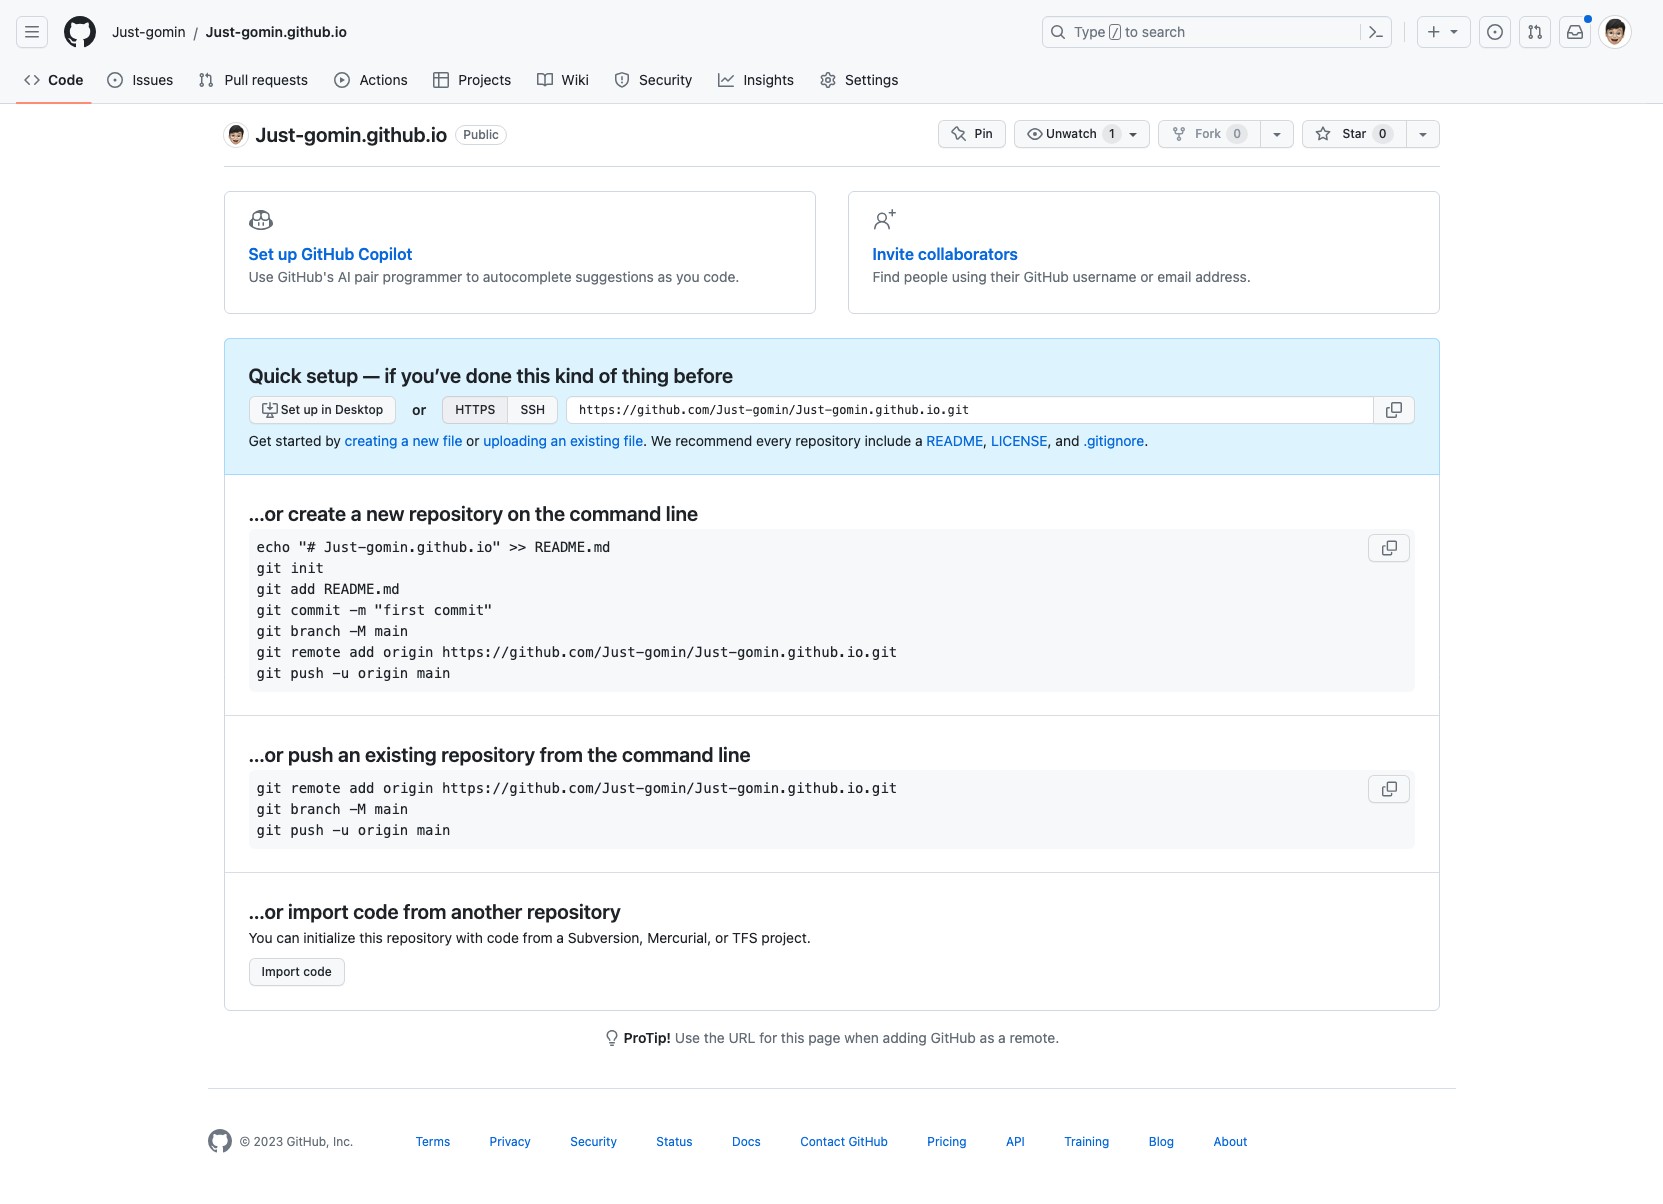 Just-gomin / Just-gomin.github.io
Type / to search
Code Issues Pull requests Actions Projects Wiki Security Insights Settings
Just-gomin.github.io Public
Pin Unwatch 1 Fork 0 Star 0
Set up GitHub Copilot
Use GitHub's AI pair programmer to autocomplete suggestions as you code.
Invite collaborators
Find people using their GitHub username or email address.
Quick setup — if you’ve done this kind of thing before
Set up in Desktop or HTTPS SSH https://github.com/Just-gomin/Just-gomin.github.io.git
Get started by creating a new file or uploading an existing file. We recommend every repository include a README, LICENSE, and .gitignore.
…or create a new repository on the command line
echo "# Just-gomin.github.io" >> README.md
git init
git add README.md
git commit -m "first commit"
git branch -M main
git remote add origin https://github.com/Just-gomin/Just-gomin.github.io.git
git push -u origin main
…or push an existing repository from the command line
git remote add origin https://github.com/Just-gomin/Just-gomin.github.io.git
git branch -M main
git push -u origin main
…or import code from another repository
You can initialize this repository with code from a Subversion, Mercurial, or TFS project.
Import code
ProTip! Use the URL for this page when adding GitHub as a remote.
© 2023 GitHub, Inc. Terms Privacy Security Status Docs Contact GitHub Pricing API Training Blog About